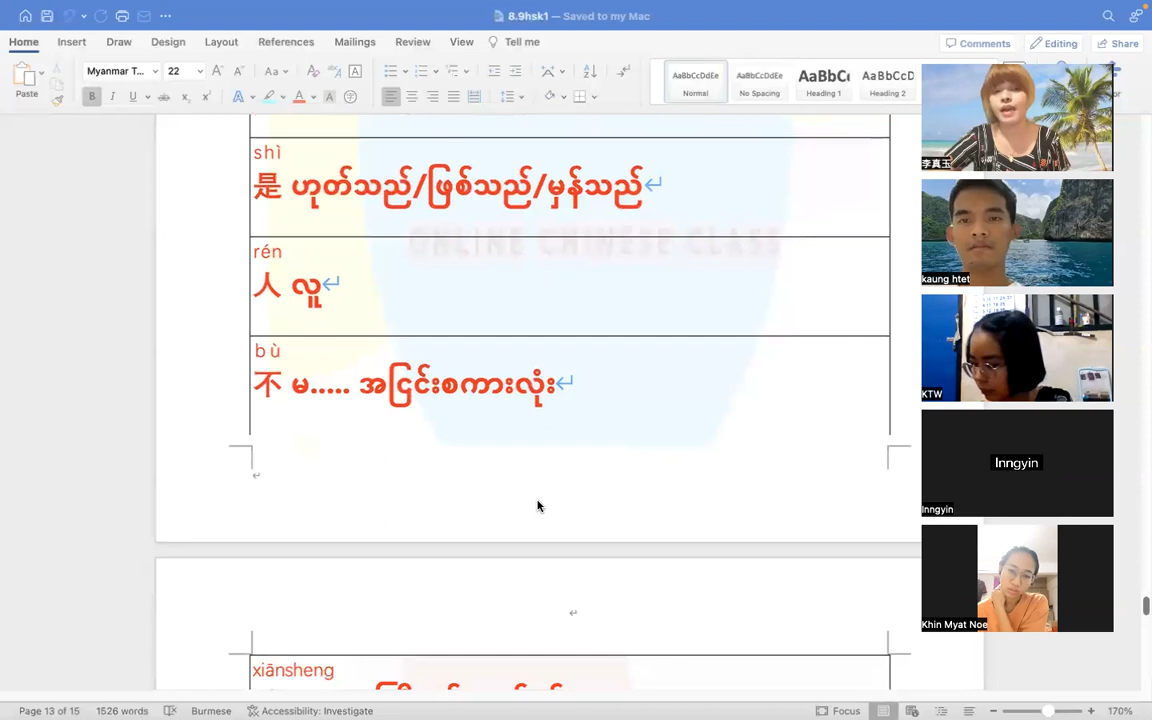 8.9hsk1 — Saved to my Mac
Home Insert Draw Design Layout References Mailings Review View Tell me
Comments Editing Share
Paste
Myanmar T... 22
AaBbCcDdEe Normal
AaBbCcDdEe No Spacing
AaBbC Heading 1
AaBbCcD Heading 2
shì
是 ဟုတ်သည်/ဖြစ်သည်/မှန်သည်
ONLINE CHINESE CLASS
rén
人 လူ
bù
不 မ..... အငြင်းစကားလုံး
xiānsheng
李真玉
kaung htet
KTW
Inngyin
Inngyin
Khin Myat Noe
Page 13 of 15 1526 words Burmese Accessibility: Investigate Focus 170%